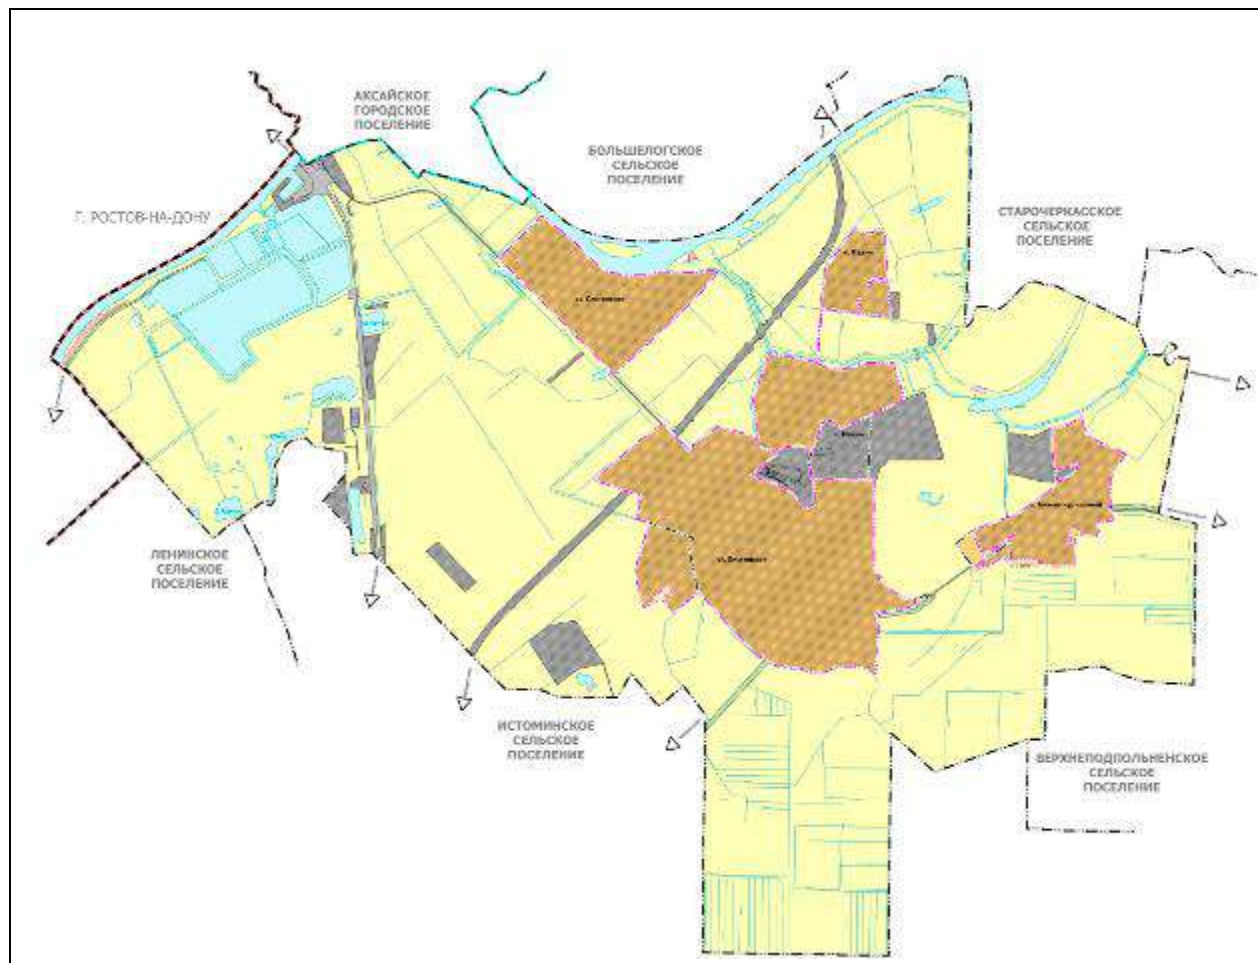 АКСАЙСКОЕ
ГОРОДСКОЕ
ПОСЕЛЕНИЕ
БОЛЬШЕЛОГСКОЕ
СЕЛЬСКОЕ
ПОСЕЛЕНИЕ
Г. РОСТОВ-НА-ДОНУ
СТАРОЧЕРКАССКОЕ
СЕЛЬСКОЕ
ПОСЕЛЕНИЕ
ЛЕНИНСКОЕ
СЕЛЬСКОЕ
ПОСЕЛЕНИЕ
ИСТОМИНСКОЕ
СЕЛЬСКОЕ
ПОСЕЛЕНИЕ
ВЕРХНЕПОДПОЛЬНЕНСКОЕ
СЕЛЬСКОЕ
ПОСЕЛЕНИЕ